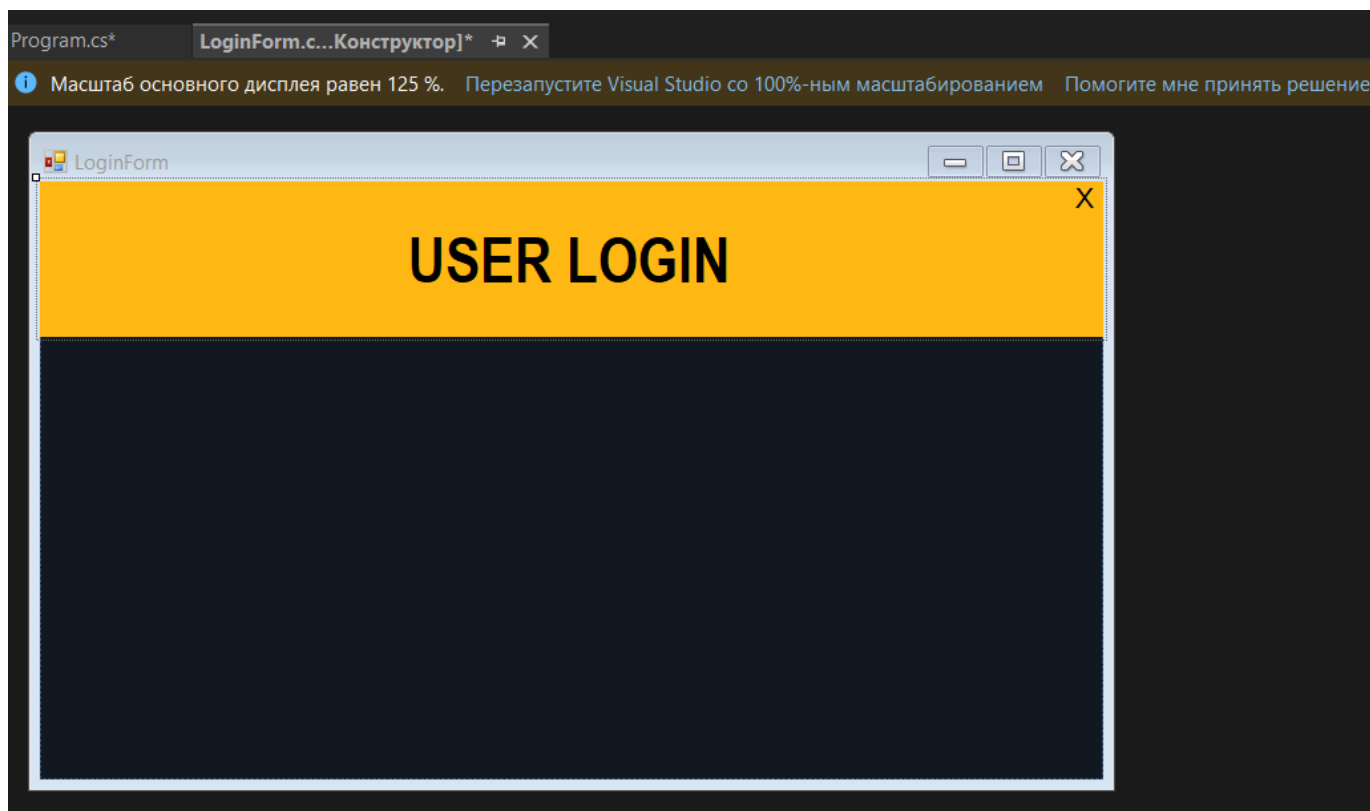 Program.cs* LoginForm.c...Конструктор]*
Масштаб основного дисплея равен 125 %. Перезапустите Visual Studio со 100%-ным масштабированием Помогите мне принять решение
LoginForm
X
USER LOGIN